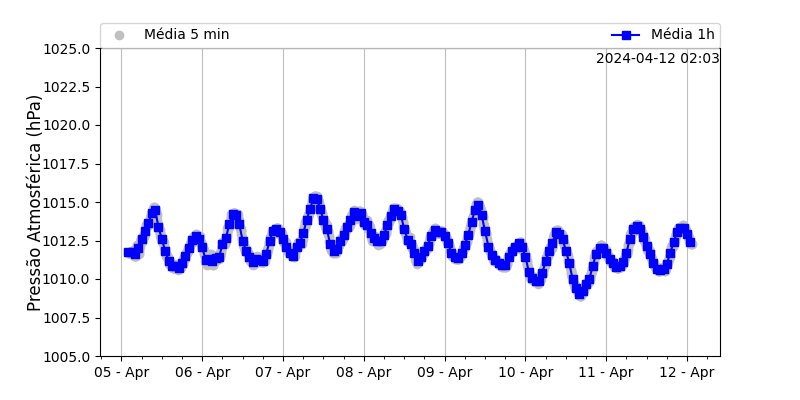 Média 5 min
Média 1h
2024-04-12 02:03
Pressão Atmosférica (hPa)
1025.0
1022.5
1020.0
1017.5
1015.0
1012.5
1010.0
1007.5
1005.0
05 - Apr 06 - Apr 07 - Apr 08 - Apr 09 - Apr 10 - Apr 11 - Apr 12 - Apr